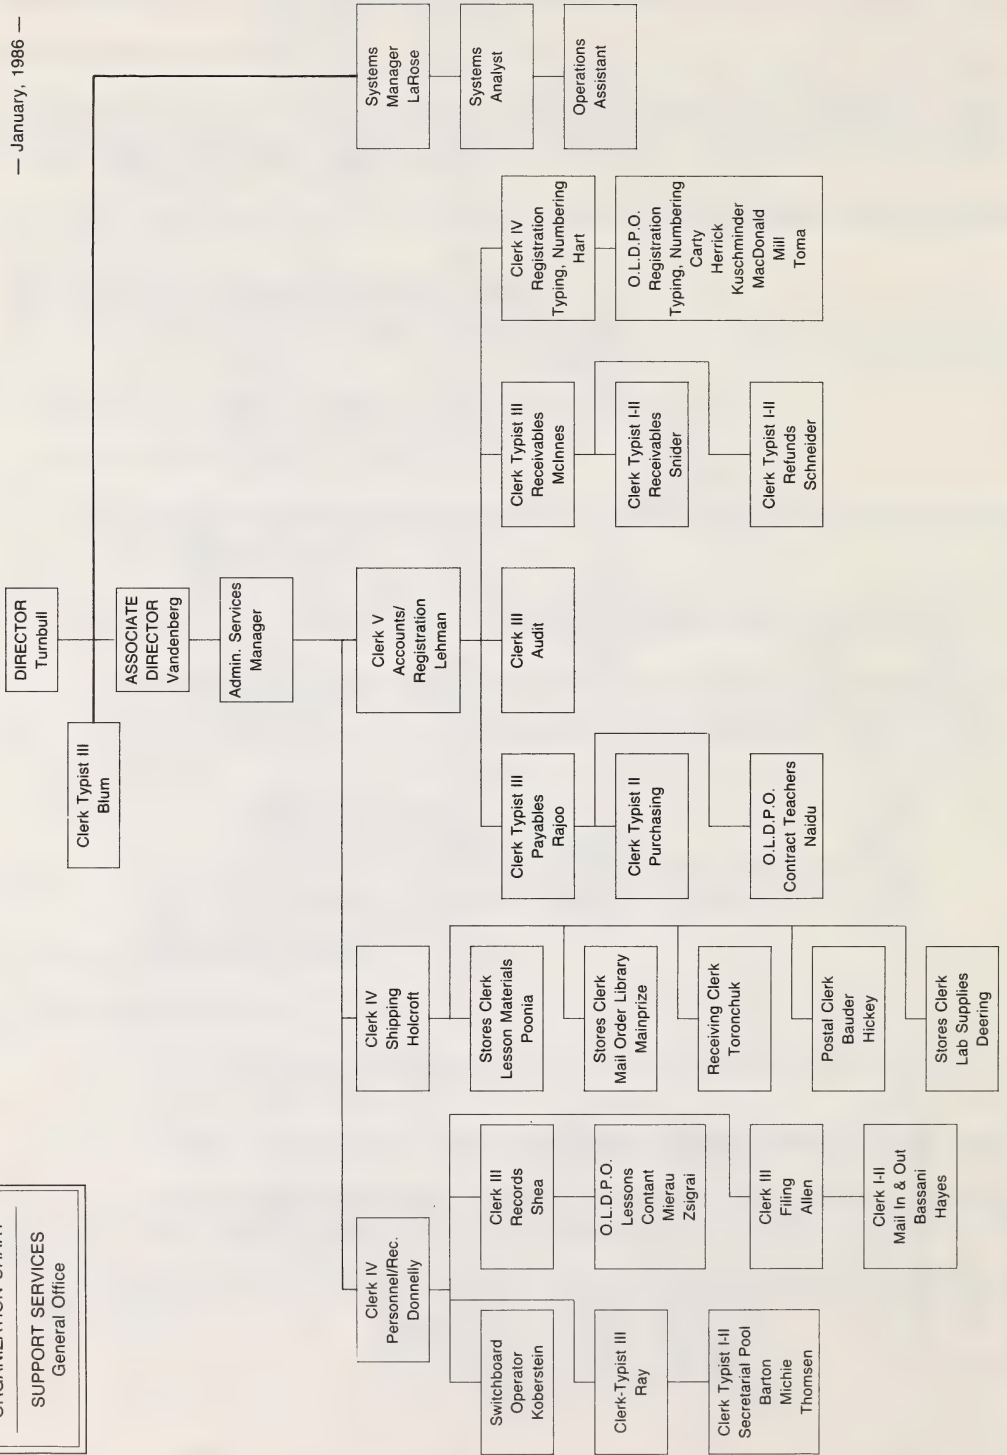 ORGANIZATION CHART
SUPPORT SERVICES
General Office
— January, 1986 —
DIRECTOR
Turnbull
Clerk Typist III
Blum
ASSOCIATE
DIRECTOR
Vandenberg
Admin. Services
Manager
Systems
Manager
LaRose
Systems
Analyst
Operations
Assistant
Clerk IV
Personnel/Rec.
Donnelly
Switchboard
Operator
Koberstein
Clerk-Typist III
Ray
Clerk Typist I-II
Secretarial Pool
Barton
Michie
Thomsen
Clerk III
Records
Shea
O.L.D.P.O.
Lessons
Contant
Mierau
Zsigrai
Clerk III
Filing
Allen
Clerk I-II
Mail In & Out
Bassani
Hayes
Clerk IV
Shipping
Holcroft
Stores Clerk
Lesson Materials
Poonia
Stores Clerk
Mail Order Library
Mainprize
Receiving Clerk
Toronchuk
Postal Clerk
Bauder
Hickey
Stores Clerk
Lab Supplies
Deering
Clerk V
Accounts/
Registration
Lehman
Clerk Typist III
Payables
Rajoo
Clerk Typist II
Purchasing
O.L.D.P.O.
Contract Teachers
Naidu
Clerk III
Audit
Clerk Typist III
Receivables
McInnes
Clerk Typist I-II
Receivables
Snider
Clerk Typist I-II
Refunds
Schneider
Clerk IV
Registration
Typing, Numbering
Hart
O.L.D.P.O.
Registration
Typing, Numbering
Carty
Herrick
Kuschminder
MacDonald
Mill
Toma